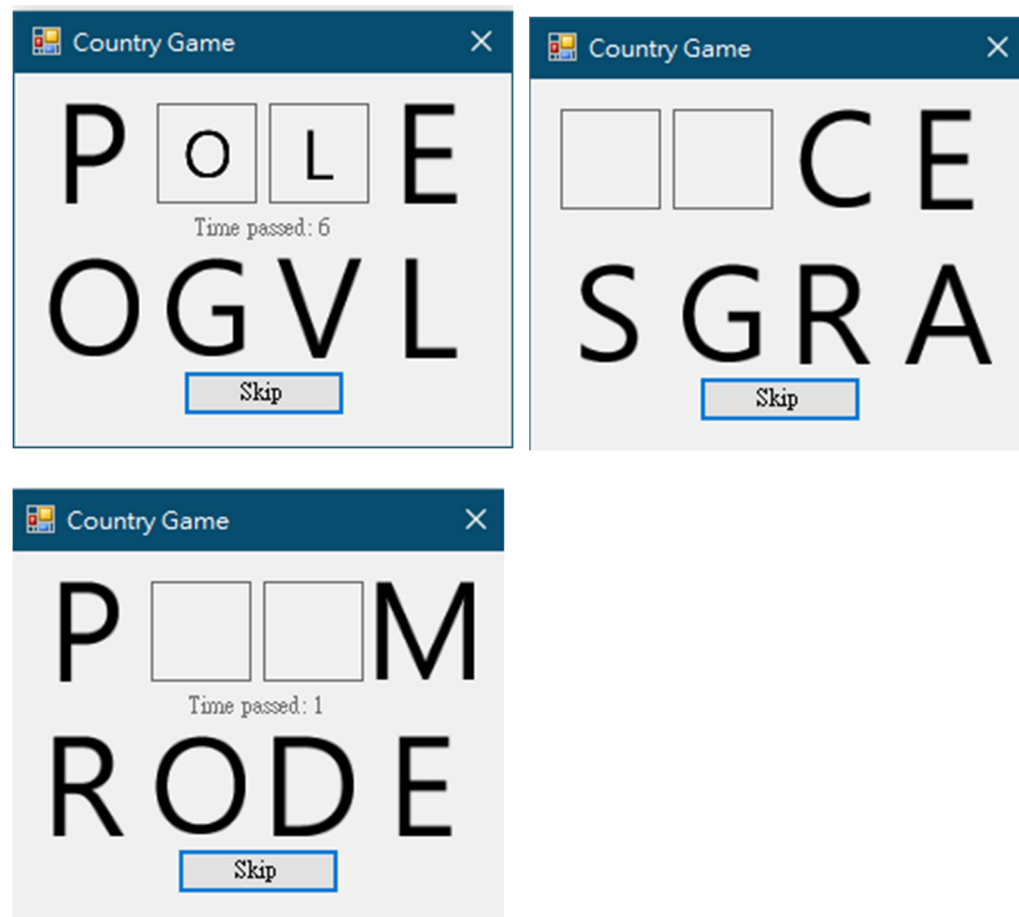 Country Game
P O L E
Time passed: 6
O G V L
Skip
Country Game
C E
S G R A
Skip
Country Game
P M
Time passed: 1
R O D E
Skip